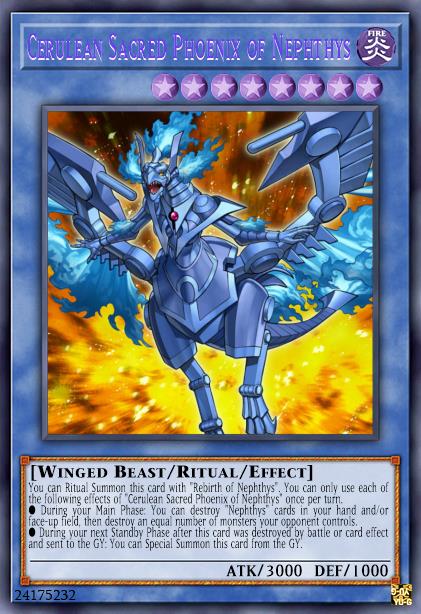 Cerulean Sacred Phoenix of Nephthys
FIRE
炎
[Winged Beast/Ritual/Effect]
You can Ritual Summon this card with "Rebirth of Nephthys". You can only use each of
the following effects of "Cerulean Sacred Phoenix of Nephthys" once per turn.
● During your Main Phase: You can destroy "Nephthys" cards in your hand and/or
face-up field, then destroy an equal number of monsters your opponent controls.
● During your next Standby Phase after this card was destroyed by battle or card effect
and sent to the GY: You can Special Summon this card from the GY.
ATK/3000 DEF/1000
24175232